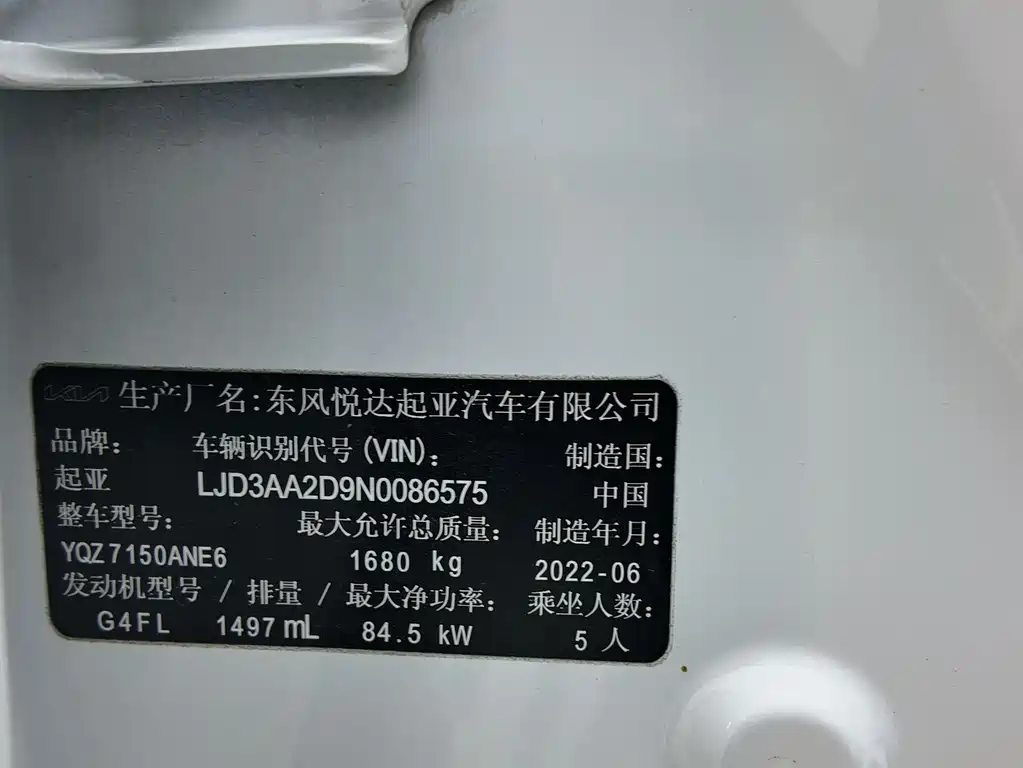 KIA 生产厂名:东风悦达起亚汽车有限公司
品牌: 车辆识别代号(VIN): 制造国:
起亚 LJD3AA2D9N0086575 中国
整车型号: 最大允许总质量: 制造年月:
YQZ7150ANE6 1680 kg 2022-06
发动机型号 / 排量 / 最大净功率: 乘坐人数:
G4FL 1497 mL 84.5 kW 5 人